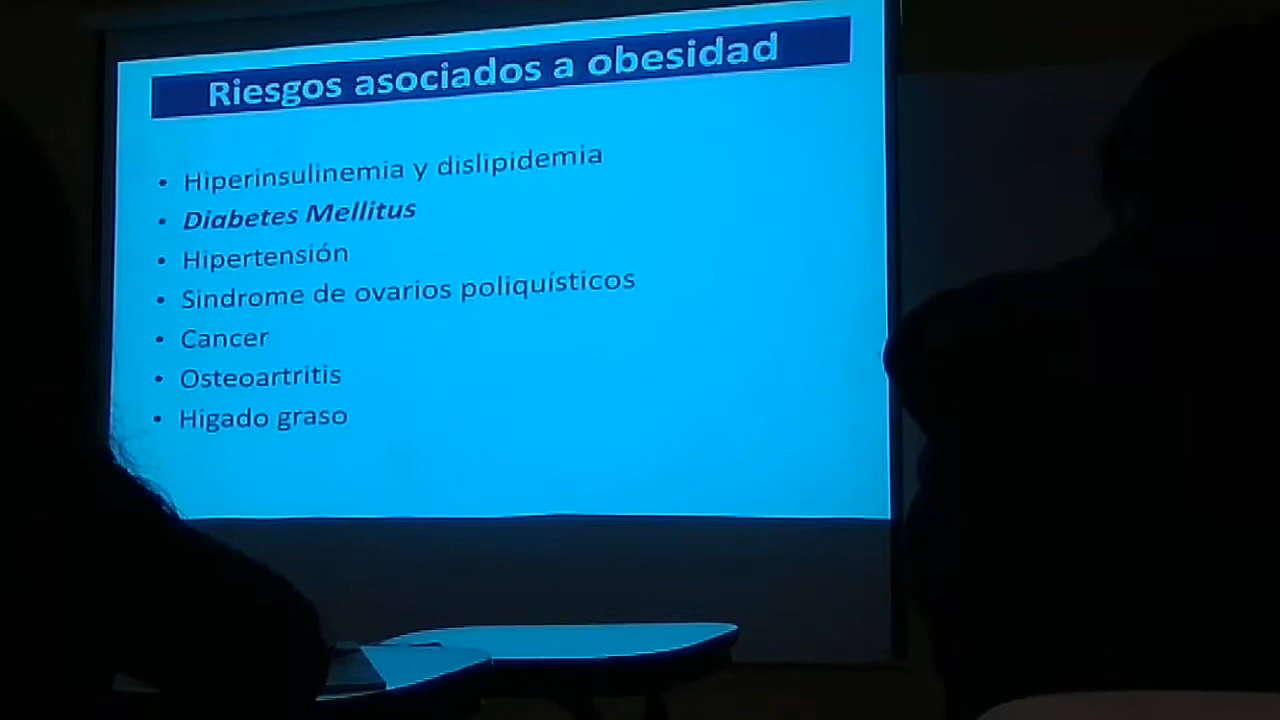 Riesgos asociados a obesidad
• Hiperinsulinemia y dislipidemia
• Diabetes Mellitus
• Hipertensión
• Sindrome de ovarios poliquísticos
• Cancer
• Osteoartritis
• Higado graso